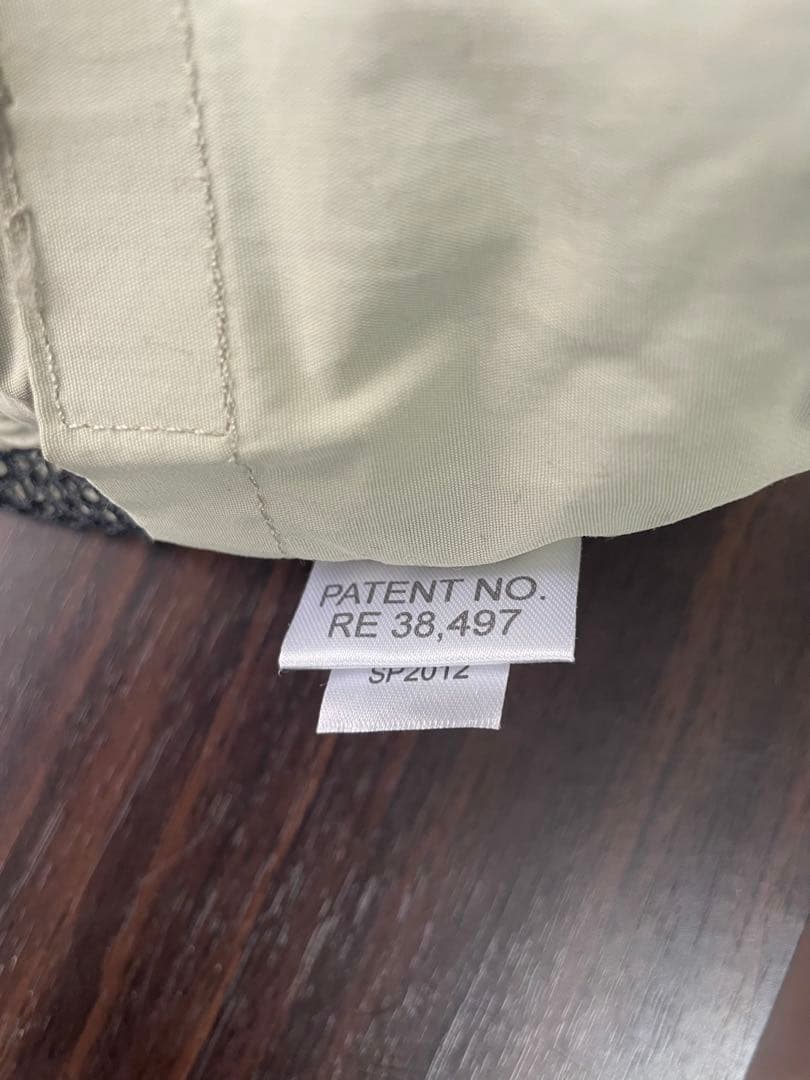 PATENT NO.
RE 38,497
SP2012